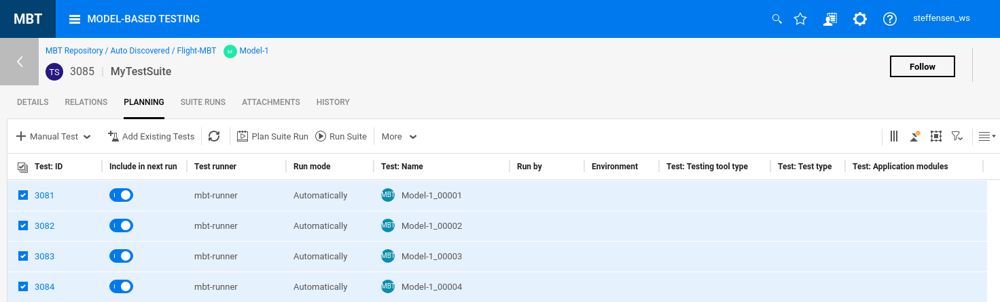 MBT MODEL-BASED TESTING steffensen_ws
MBT Repository / Auto Discovered / Flight-MBT M Model-1
TS 3085 | MyTestSuite Follow
DETAILS RELATIONS PLANNING SUITE RUNS ATTACHMENTS HISTORY
Manual Test Add Existing Tests Plan Suite Run Run Suite More
Test: ID Include in next run Test runner Run mode Test: Name Run by Environment Test: Testing tool type Test: Test type Test: Application modules
3081 mbt-runner Automatically MBT Model-1_00001
3082 mbt-runner Automatically MBT Model-1_00002
3083 mbt-runner Automatically MBT Model-1_00003
3084 mbt-runner Automatically MBT Model-1_00004